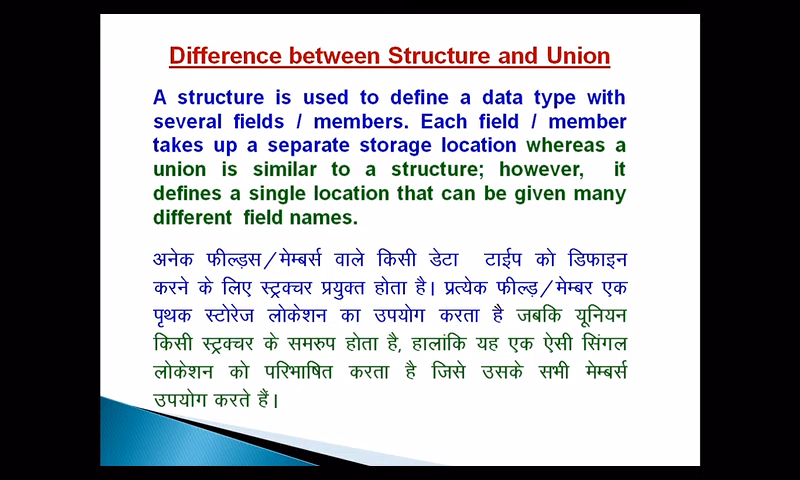 Difference between Structure and Union
A structure is used to define a data type with
several fields / members. Each field / member
takes up a separate storage location whereas a
union is similar to a structure; however, it
defines a single location that can be given many
different field names.
अनेक फील्ड्स/मेम्बर्स वाले किसी डेटा टाईप को डिफाइन
करने के लिए स्ट्रक्चर प्रयुक्त होता है। प्रत्येक फील्ड़/मेम्बर एक
पृथक स्टोरेज लोकेशन का उपयोग करता है जबकि यूनियन
किसी स्ट्रक्चर के समरुप होता है, हालांकि यह एक ऐसी सिंगल
लोकेशन को परिभाषित करता है जिसे उसके सभी मेम्बर्स
उपयोग करते हैं।